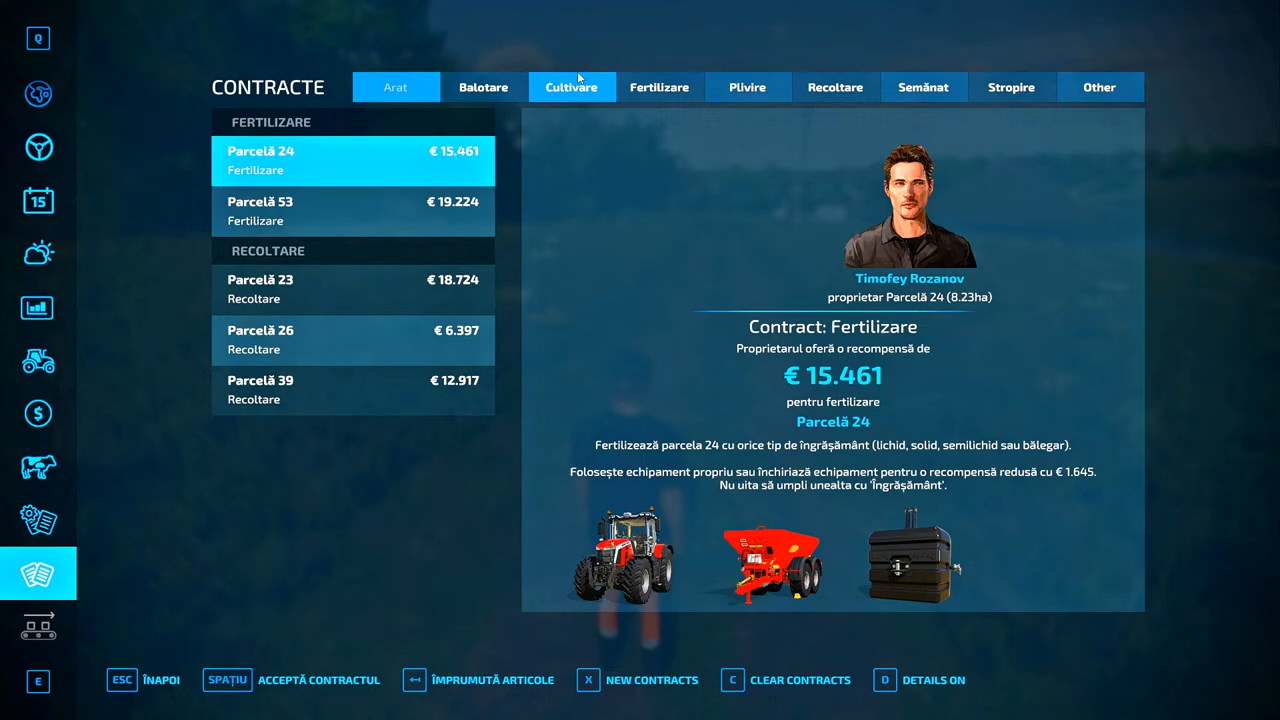 Q
CONTRACTE
Arat
Balotare
Cultivare
Fertilizare
Plivire
Recoltare
Semănat
Stropire
Other
15
FERTILIZARE
Parcelă 24 € 15.461
Fertilizare
Parcelă 53 € 19.224
Fertilizare
RECOLTARE
Parcelă 23 € 18.724
Recoltare
Parcelă 26 € 6.397
Recoltare
Parcelă 39 € 12.917
Recoltare
Timofey Rozanov
proprietar Parcelă 24 (8.23ha)
Contract: Fertilizare
Proprietarul oferă o recompensă de
€ 15.461
pentru fertilizare
Parcelă 24
Fertilizează parcela 24 cu orice tip de îngrășământ (lichid, solid, semilichid sau bălegar).
Folosește echipament propriu sau închiriază echipament pentru o recompensă redusă cu € 1.645.
Nu uita să umpli unealta cu 'Îngrășământ'.
E
ESC ÎNAPOI
SPAȚIU ACCEPTĂ CONTRACTUL
ÎMPRUMUTĂ ARTICOLE
X NEW CONTRACTS
C CLEAR CONTRACTS
D DETAILS ON